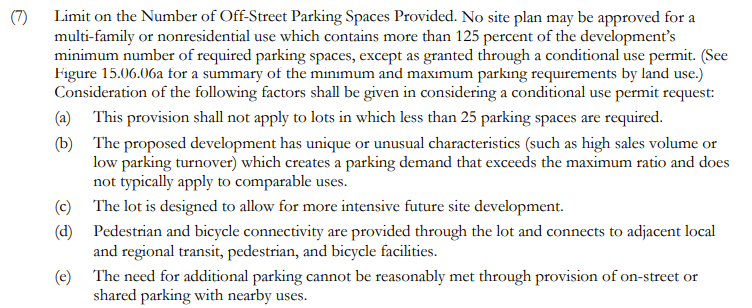 (7) Limit on the Number of Off-Street Parking Spaces Provided. No site plan may be approved for a
multi-family or nonresidential use which contains more than 125 percent of the development's
minimum number of required parking spaces, except as granted through a conditional use permit. (See
Figure 15.06.06a for a summary of the minimum and maximum parking requirements by land use.)
Consideration of the following factors shall be given in considering a conditional use permit request:
(a) This provision shall not apply to lots in which less than 25 parking spaces are required.
(b) The proposed development has unique or unusual characteristics (such as high sales volume or
low parking turnover) which creates a parking demand that exceeds the maximum ratio and does
not typically apply to comparable uses.
(c) The lot is designed to allow for more intensive future site development.
(d) Pedestrian and bicycle connectivity are provided through the lot and connects to adjacent local
and regional transit, pedestrian, and bicycle facilities.
(e) The need for additional parking cannot be reasonably met through provision of on-street or
shared parking with nearby uses.